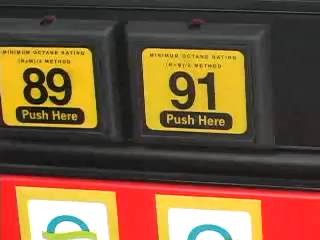 MINIMUM OCTANE RATING
(R+M)/2 METHOD
89
Push Here
MINIMUM OCTANE RATING
(R+M)/2 METHOD
91
Push Here